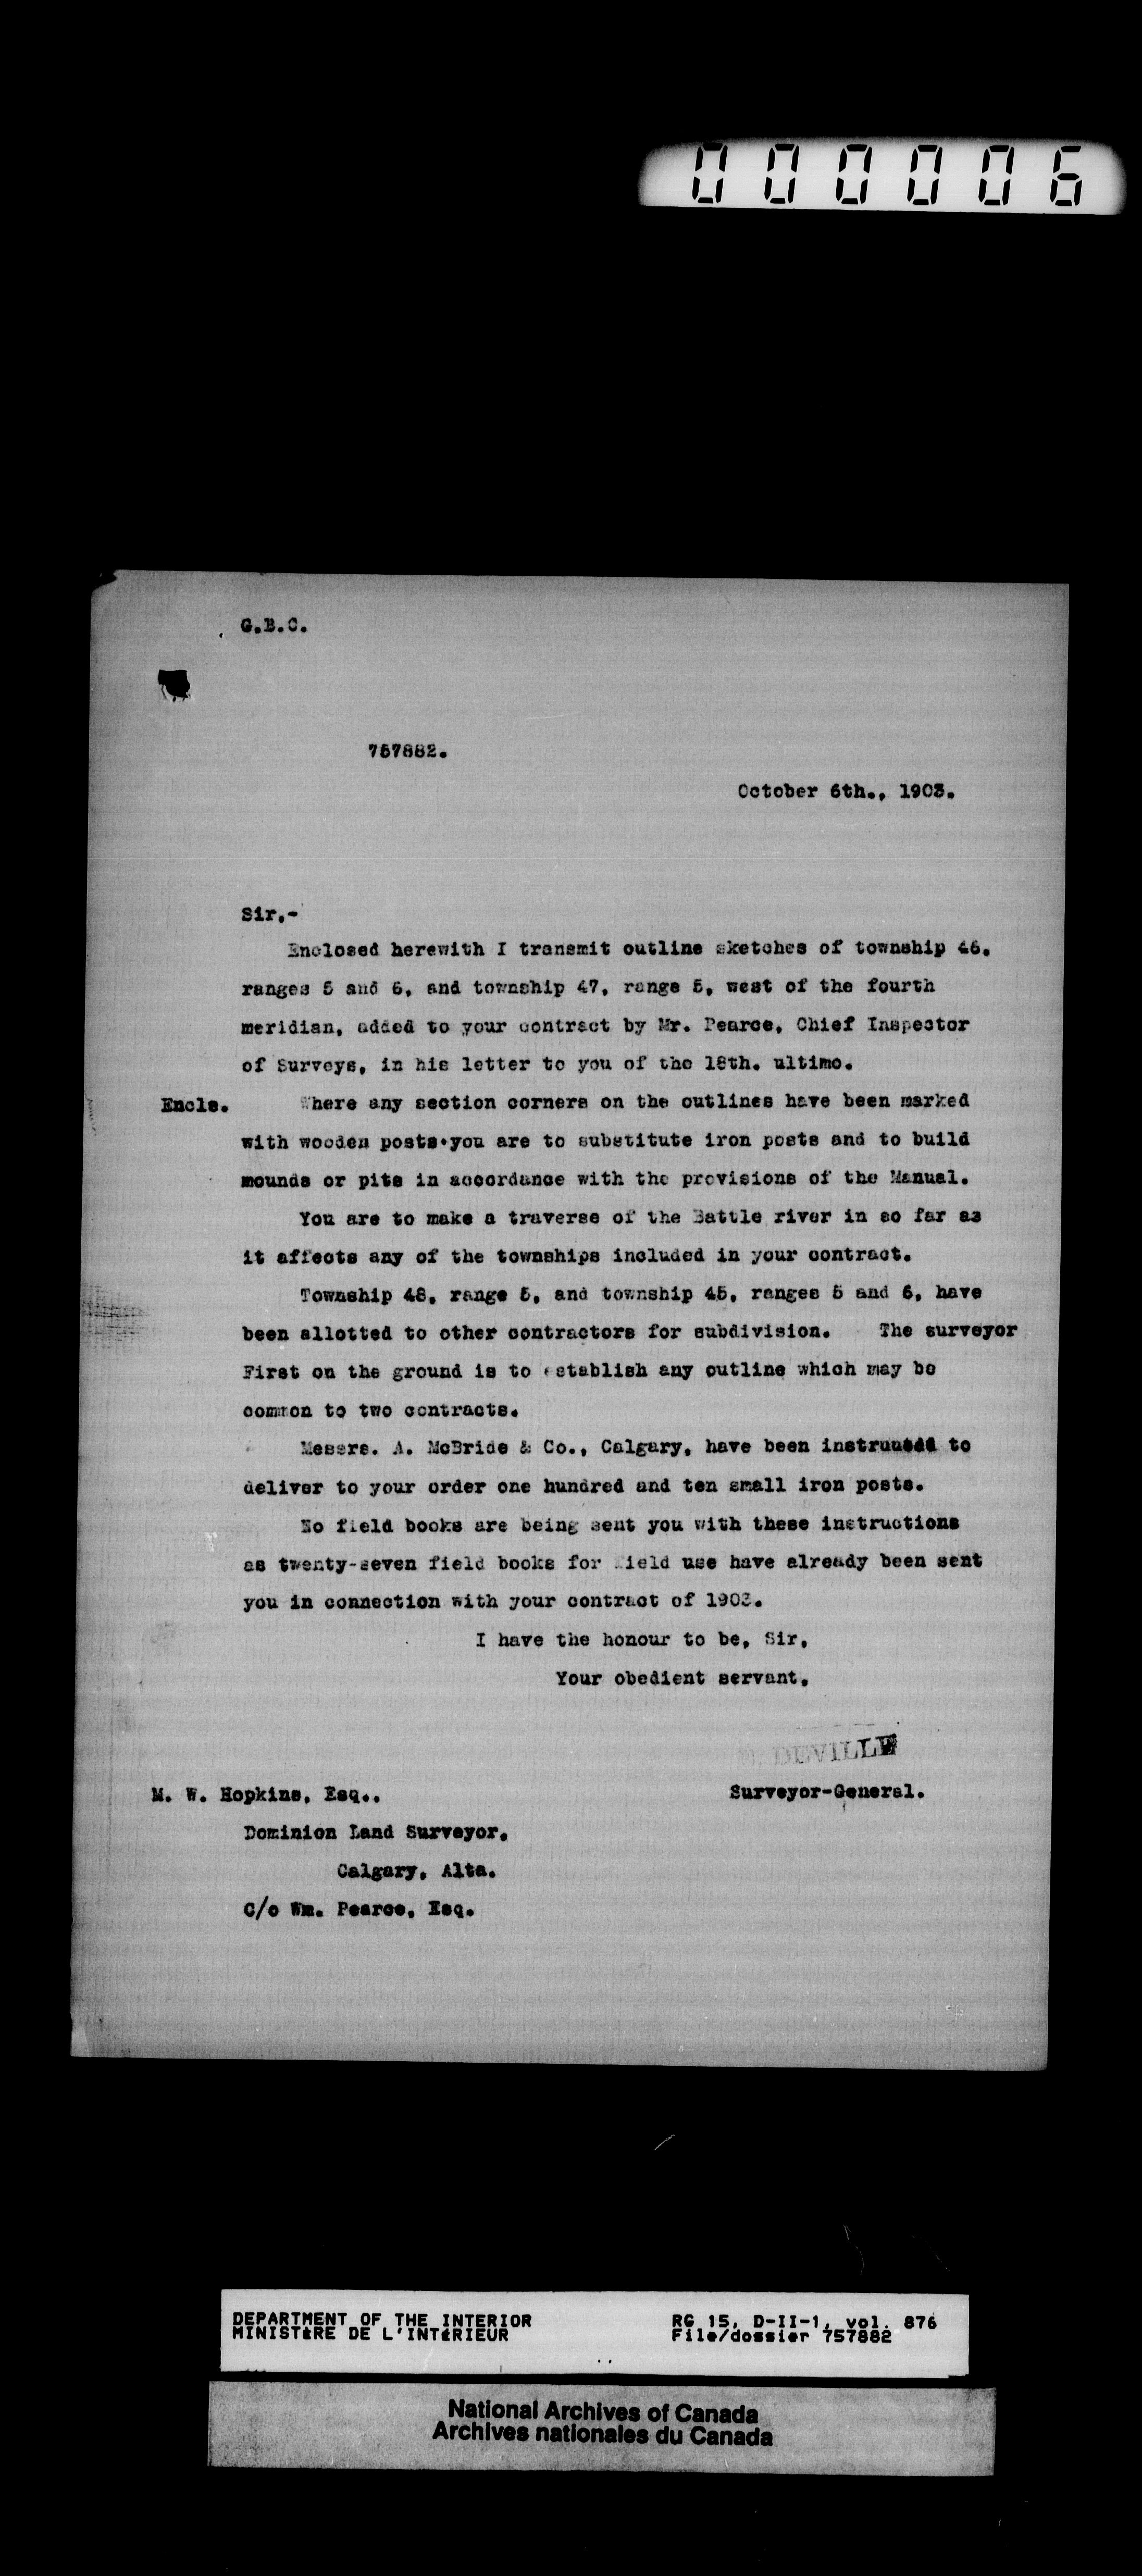 000006
G.B.C.
757882.
October 6th., 1903.
Sir,-
Enclosed herewith I transmit outline sketches of township 46,
ranges 5 and 6, and township 47, range 5, west of the fourth
meridian, added to your contract by Mr. Pearce, Chief Inspector
of Surveys, in his letter to you of the 18th. ultimo.
Encls. Where any section corners on the outlines have been marked
with wooden posts.you are to substitute iron posts and to build
mounds or pits in accordance with the provisions of the Manual.
You are to make a traverse of the Battle river in so far as
it affects any of the townships included in your contract.
Township 48, range 5, and township 45, ranges 5 and 6, have
been allotted to other contractors for subdivision. The surveyor
First on the ground is to establish any outline which may be
common to two contracts.
Messrs. A. McBride & Co., Calgary, have been instructed to
deliver to your order one hundred and ten small iron posts.
No field books are being sent you with these instructions
as twenty-seven field books for field use have already been sent
you in connection with your contract of 1903.
I have the honour to be, Sir,
Your obedient servant,
E. DEVILLE
Surveyor-General.
M. W. Hopkins, Esq.,
Dominion Land Surveyor,
Calgary, Alta.
C/o Wm. Pearce, Esq.
DEPARTMENT OF THE INTERIOR RG 15, D-II-1, vol. 876
MINISTÈRE DE L'INTÉRIEUR File/dossier 757882
National Archives of Canada
Archives nationales du Canada